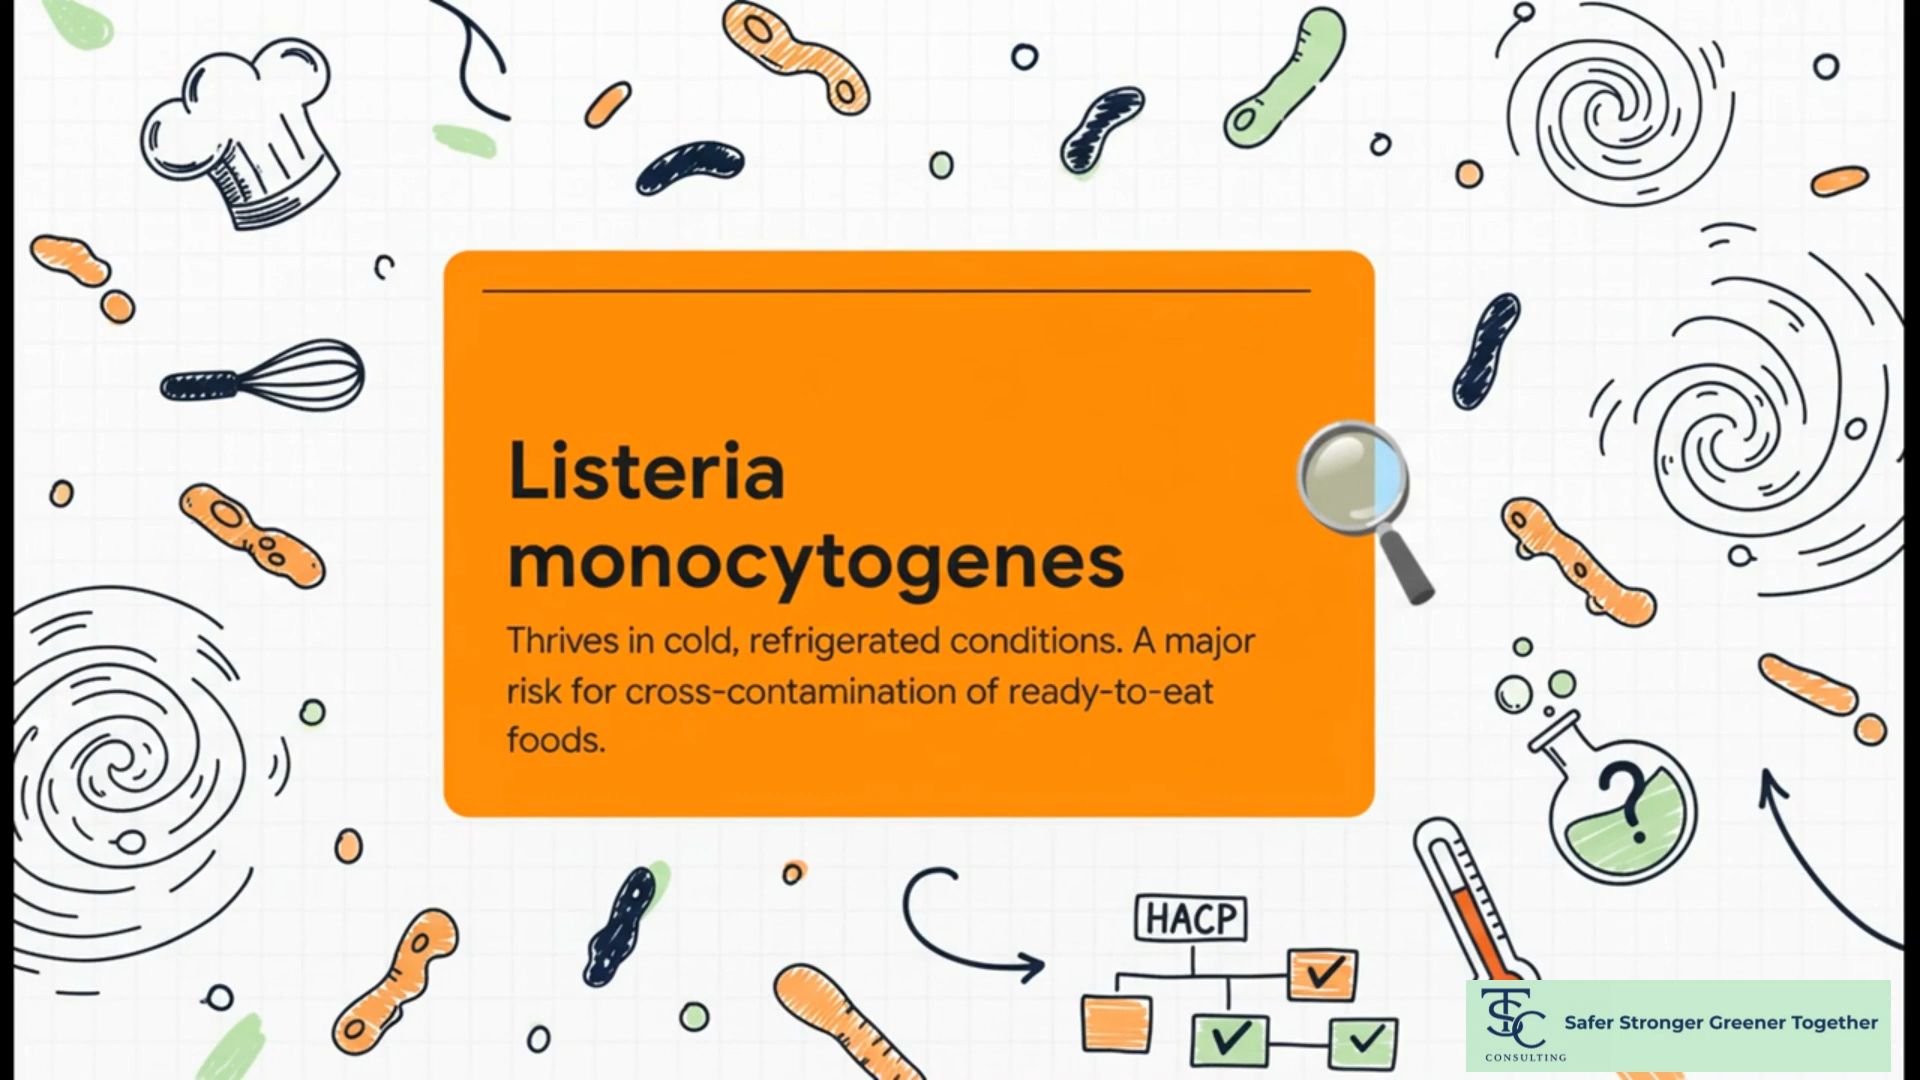 Listeria
monocytogenes
Thrives in cold, refrigerated conditions. A major
risk for cross-contamination of ready-to-eat
foods.
?
HACP
TSC
CONSULTING
Safer Stronger Greener Together